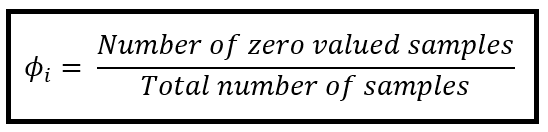 ϕᵢ = Number of zero valued samples / Total number of samples